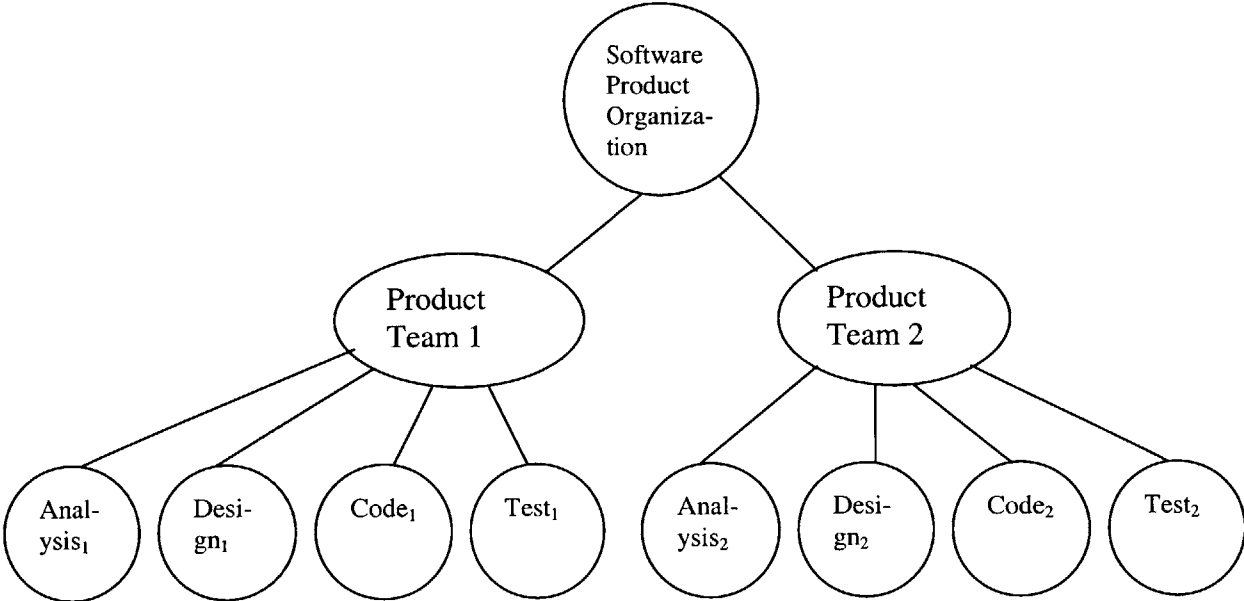 Software
Product
Organiza-
tion
Product
Team 1
Product
Team 2
Anal-
ysis₁
Desi-
gn₁
Code₁
Test₁
Anal-
ysis₂
Desi-
gn₂
Code₂
Test₂